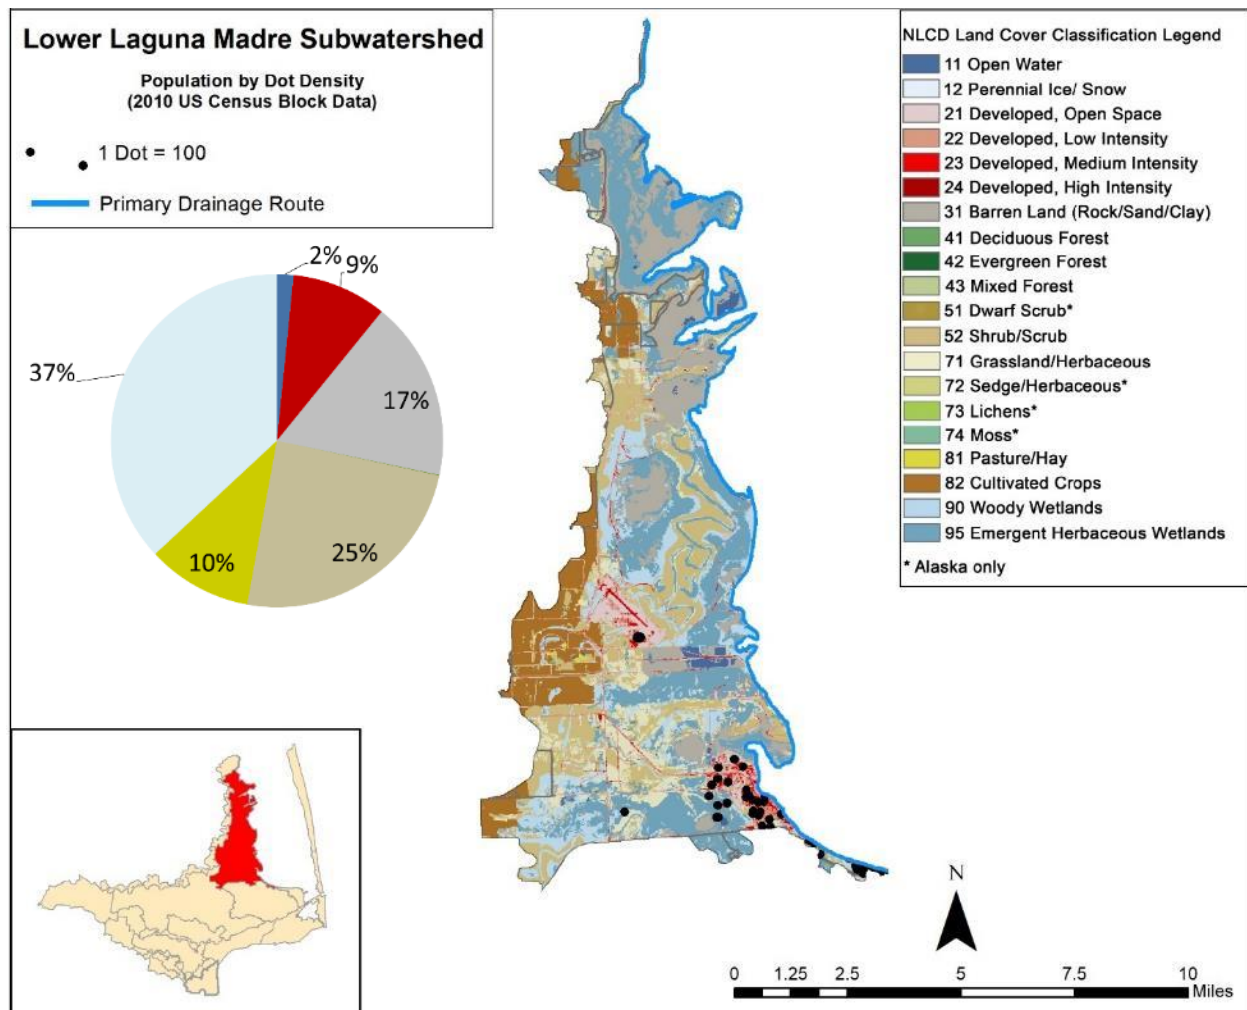 Lower Laguna Madre Subwatershed
Population by Dot Density
(2010 US Census Block Data)
1 Dot = 100
Primary Drainage Route
2%
9%
37%
17%
10%
25%
NLCD Land Cover Classification Legend
11 Open Water
12 Perennial Ice/ Snow
21 Developed, Open Space
22 Developed, Low Intensity
23 Developed, Medium Intensity
24 Developed, High Intensity
31 Barren Land (Rock/Sand/Clay)
41 Deciduous Forest
42 Evergreen Forest
43 Mixed Forest
51 Dwarf Scrub*
52 Shrub/Scrub
71 Grassland/Herbaceous
72 Sedge/Herbaceous*
73 Lichens*
74 Moss*
81 Pasture/Hay
82 Cultivated Crops
90 Woody Wetlands
95 Emergent Herbaceous Wetlands
* Alaska only
N
0 1.25 2.5 5 7.5 10
Miles